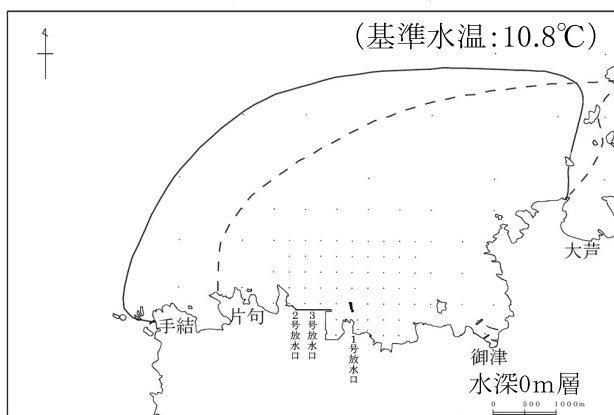 (基準水温:10.8℃)
大芦
手結
片句
2号放水口
3号放水口
1号放水口
御津
水深0m層
0 500 1000m